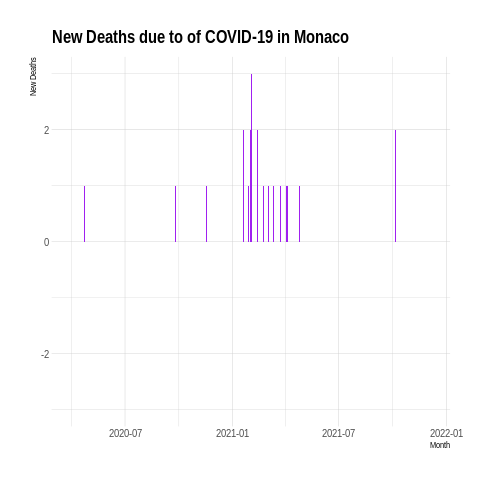 New Deaths due to of COVID-19 in Monaco
New Deaths
2
0
-2
2020-07
2021-01
2021-07
2022-01
Month